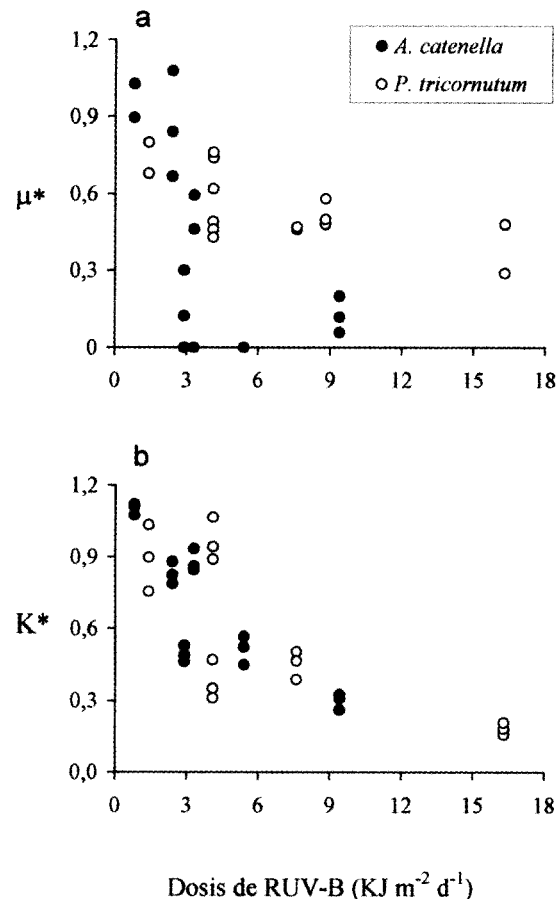 a
● A. catenella
○ P. tricornutum
1,2
0,9
0,6
0,3
0
μ*
0 3 6 9 12 15 18
b
1,2
0,9
0,6
0,3
0,0
K*
0 3 6 9 12 15 18
Dosis de RUV-B (KJ m⁻² d⁻¹)